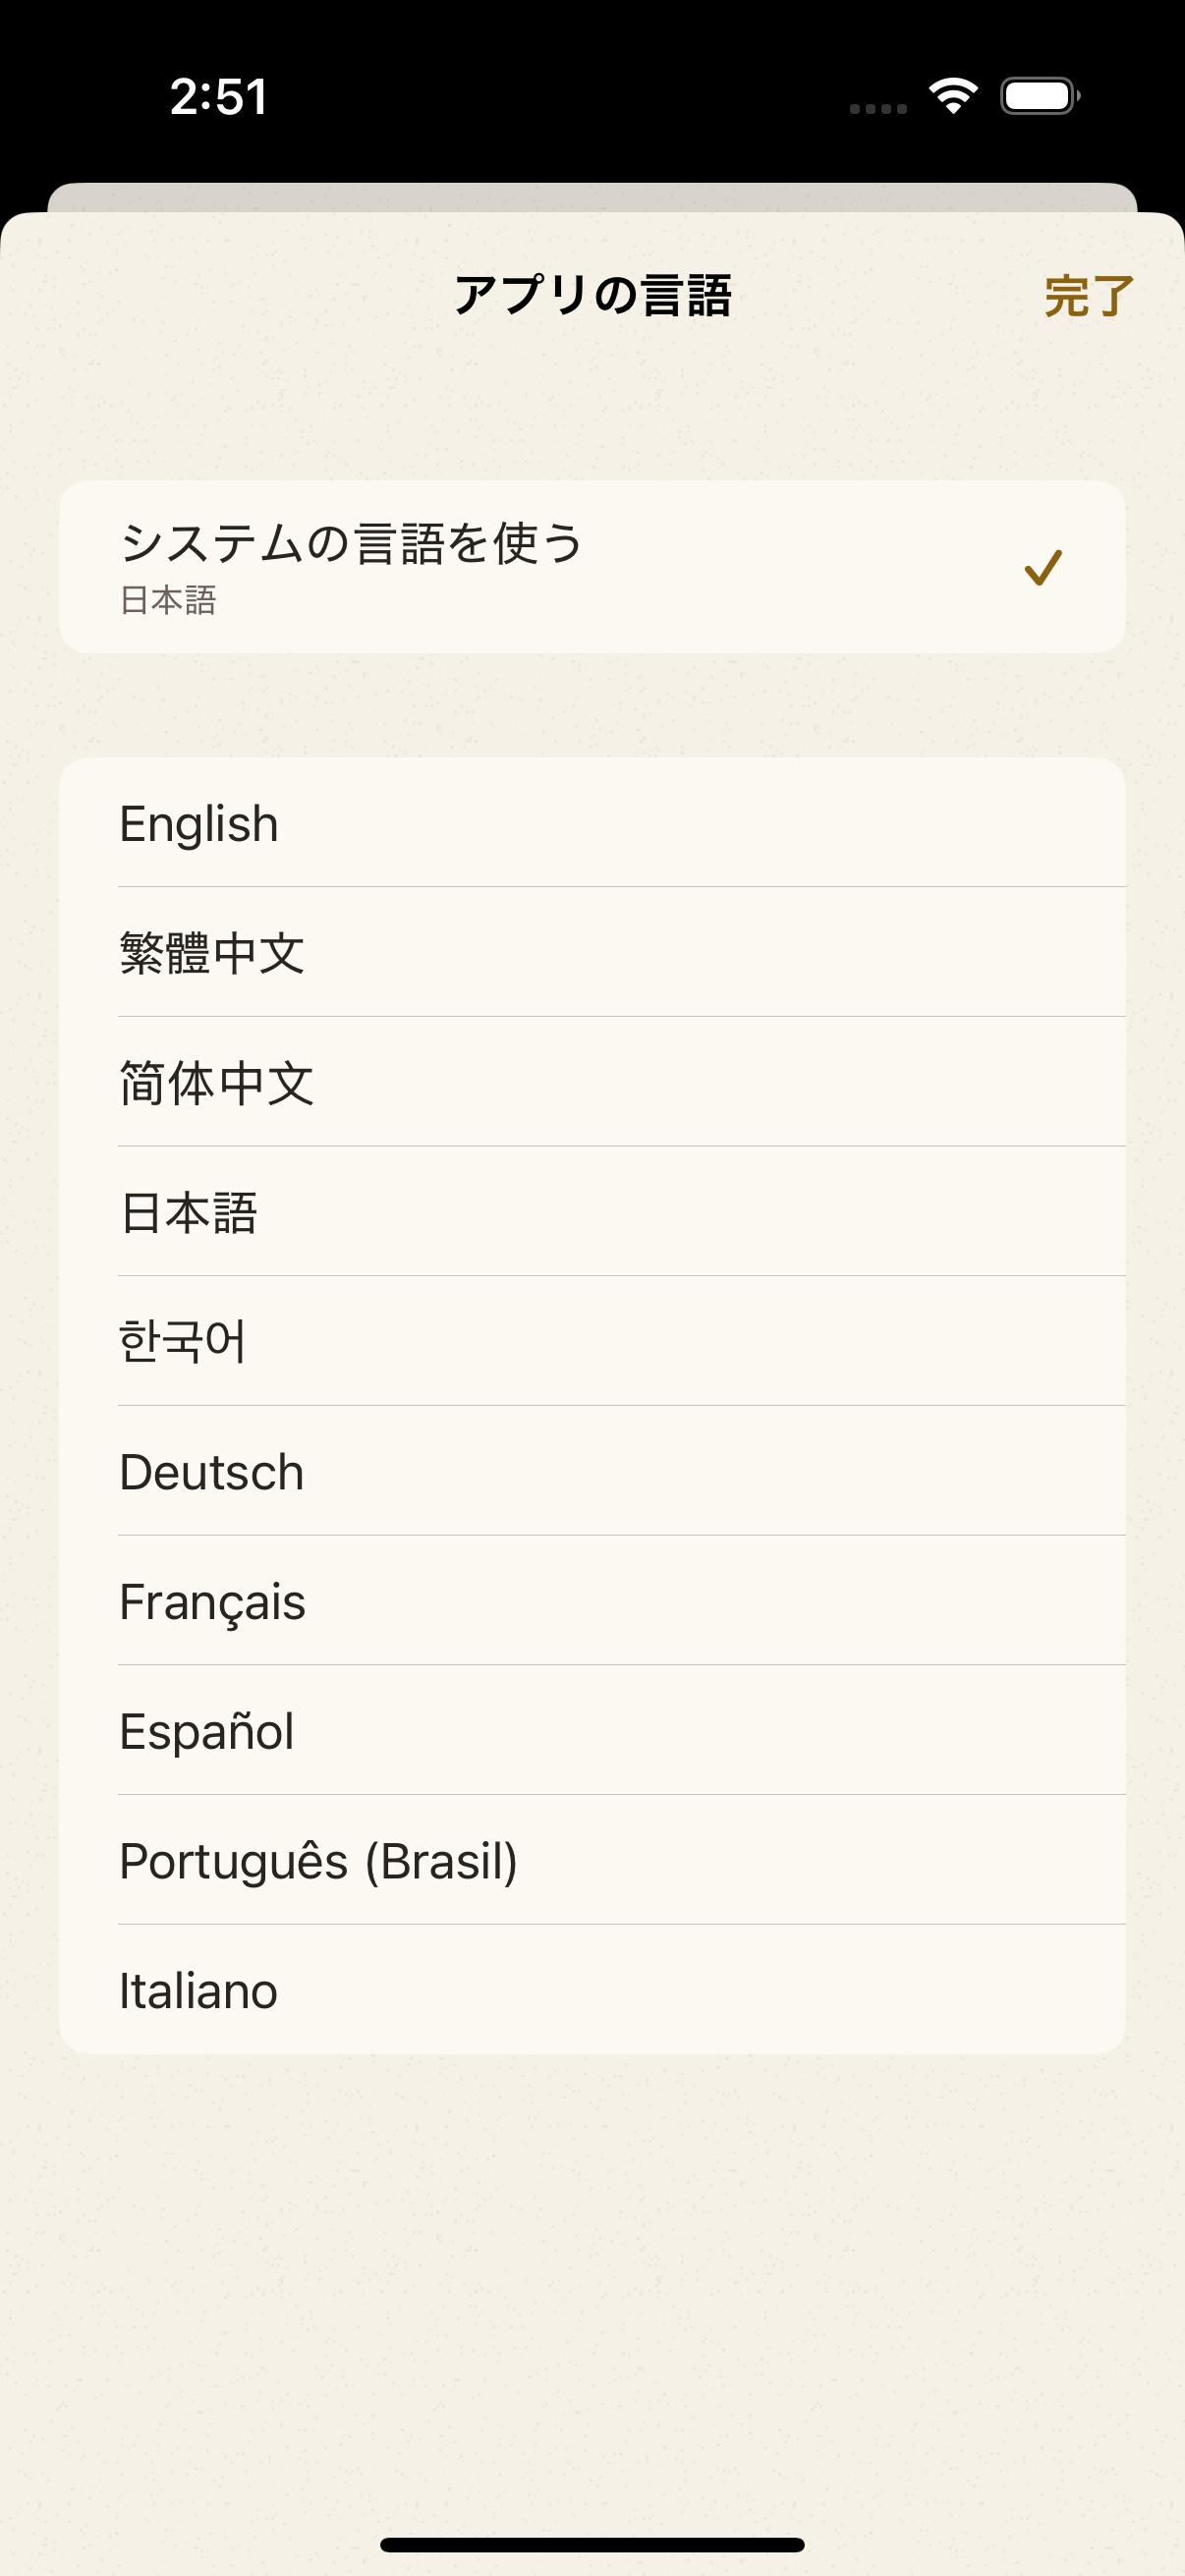 2:51
アプリの言語
完了
システムの言語を使う
日本語
English
繁體中文
简体中文
日本語
한국어
Deutsch
Français
Español
Português (Brasil)
Italiano